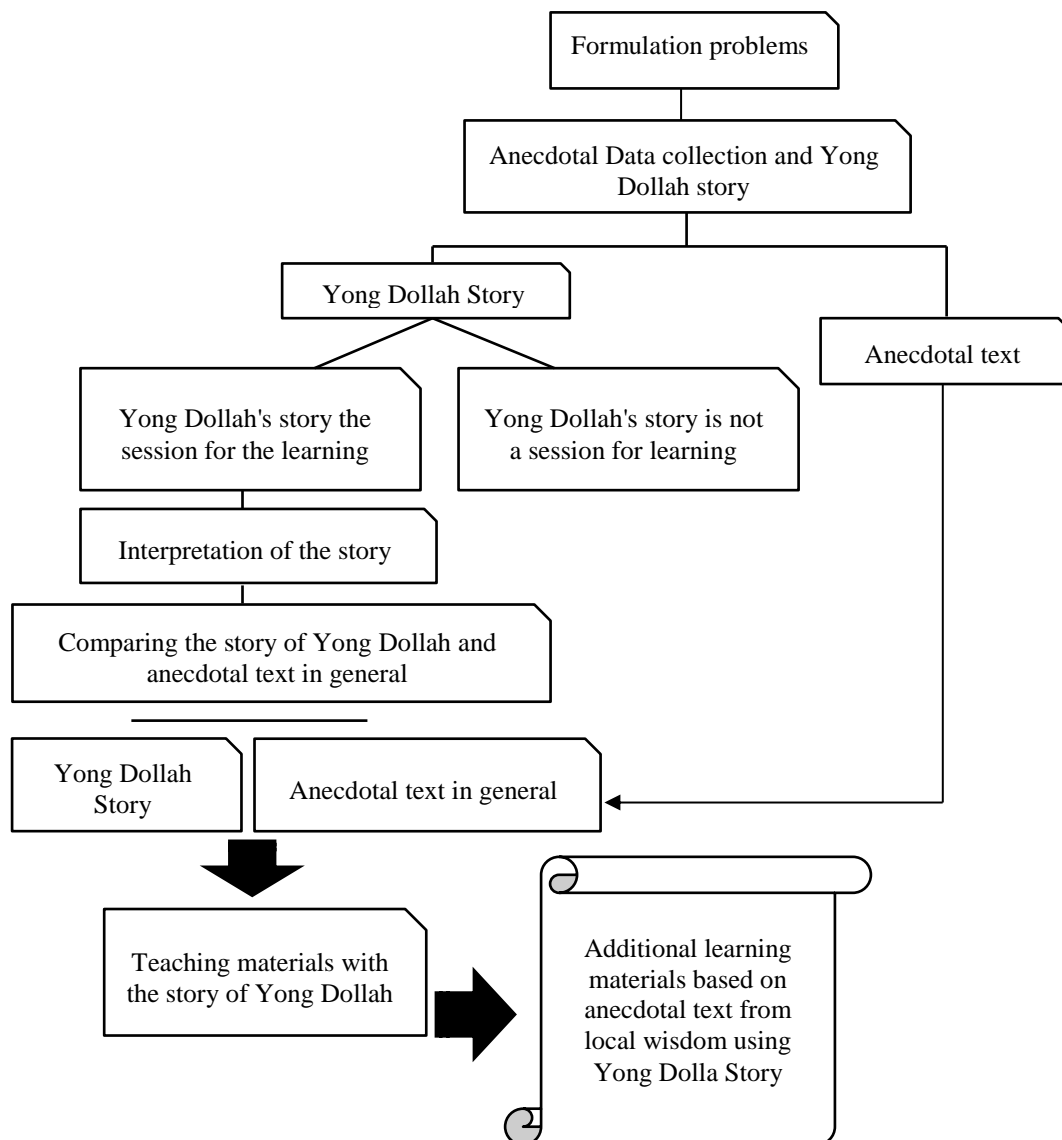 Formulation problems
Anecdotal Data collection and Yong
Dollah story
Yong Dollah Story
Anecdotal text
Yong Dollah's story the
session for the learning
Yong Dollah's story is not
a session for learning
Interpretation of the story
Comparing the story of Yong Dollah and
anecdotal text in general
Yong Dollah
Story
Anecdotal text in general
Teaching materials with
the story of Yong Dollah
Additional learning
materials based on
anecdotal text from
local wisdom using
Yong Dolla Story